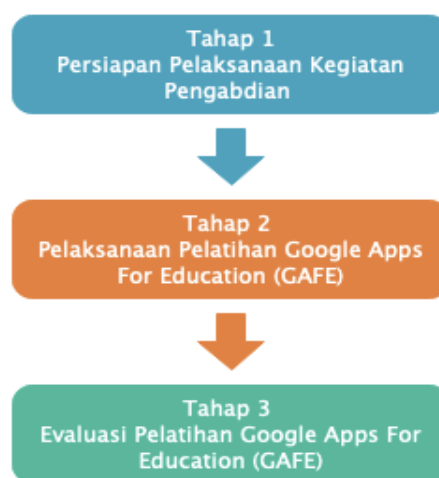 Tahap 1
Persiapan Pelaksanaan Kegiatan
Pengabdian
Tahap 2
Pelaksanaan Pelatihan Google Apps
For Education (GAFE)
Tahap 3
Evaluasi Pelatihan Google Apps For
Education (GAFE)